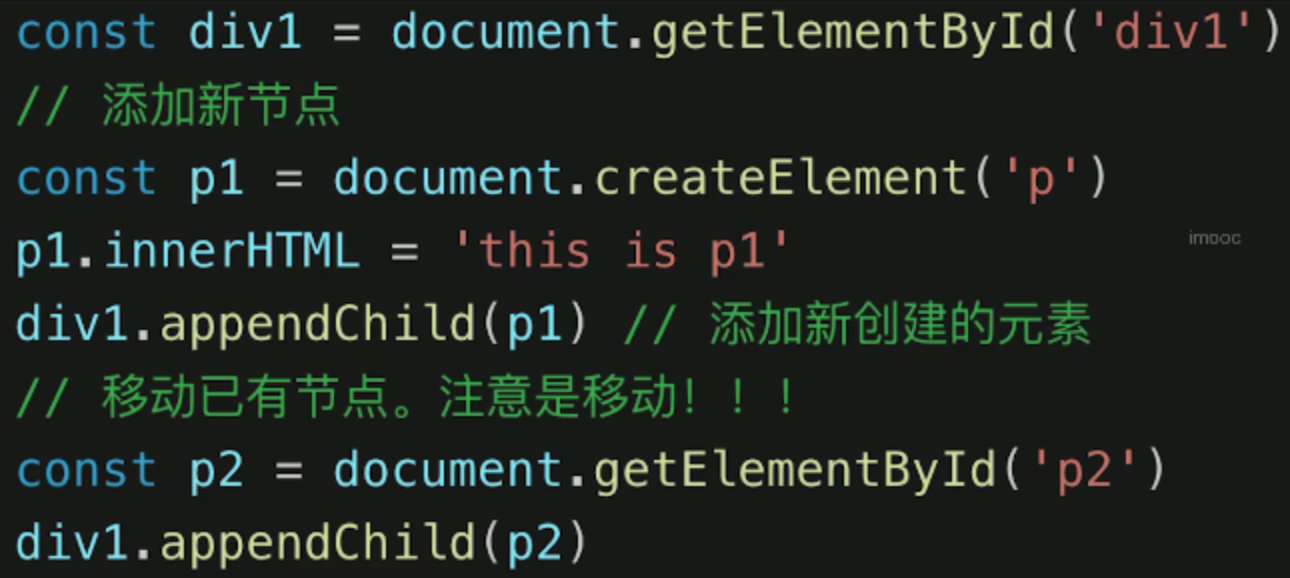 const div1 = document.getElementById('div1')
// 添加新节点
const p1 = document.createElement('p')
p1.innerHTML = 'this is p1'
imooc
div1.appendChild(p1) // 添加新创建的元素
// 移动已有节点。注意是移动！！！
const p2 = document.getElementById('p2')
div1.appendChild(p2)